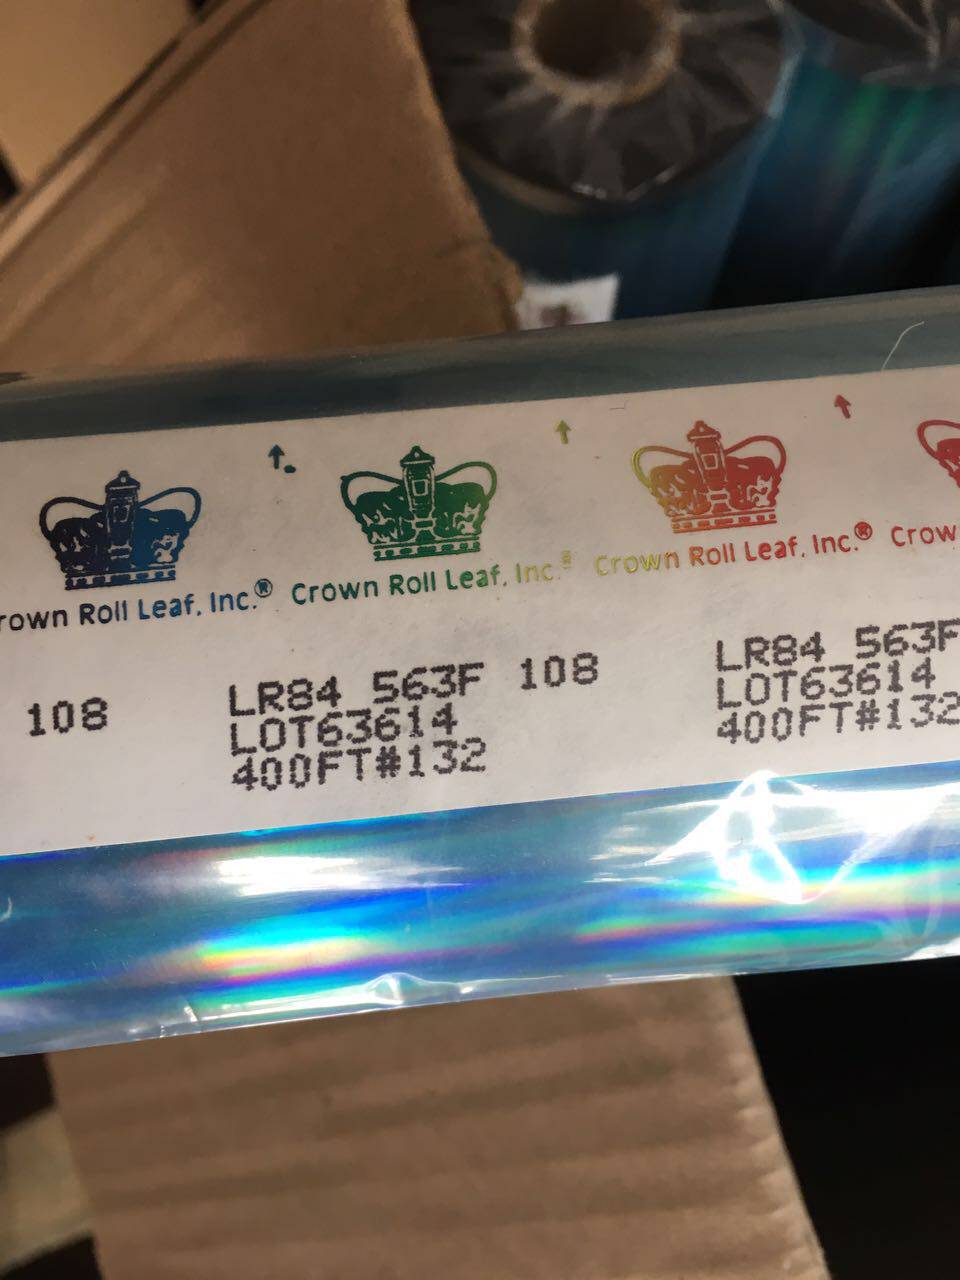 rown Roll Leaf, Inc.® Crown Roll Leaf, Inc.® Crown Roll Leaf, Inc.® Crow
108 LR84 563F 108 LR84 563F
LOT63614 LOT63614
400FT#132 400FT#132